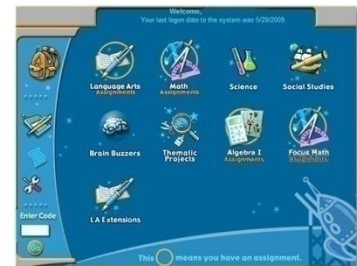 Welcome,
Your last logon date to the system was 5/28/2009
Language Arts
Assignments
Math
Assignments
Science
Social Studies
Brain Buzzers
Thematic
Projects
Algebra I
Assignments
Focus Math
Assignments
LA Extensions
Enter Code
Go
This means you have an assignment.